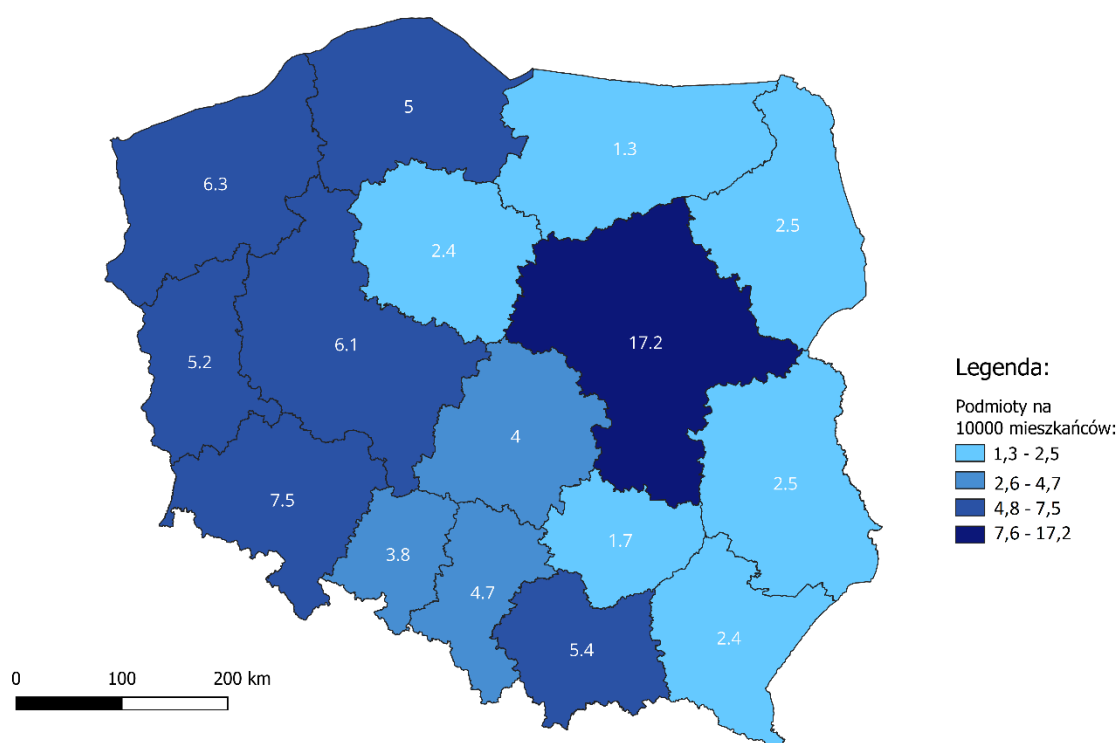 5
1.3
6.3
2.5
2.4
17.2
6.1
5.2
Legenda:
Podmioty na
10000 mieszkańców:
1,3 - 2,5
2,6 - 4,7
4,8 - 7,5
7,6 - 17,2
4
2.5
7.5
1.7
3.8
4.7
2.4
5.4
0 100 200 km